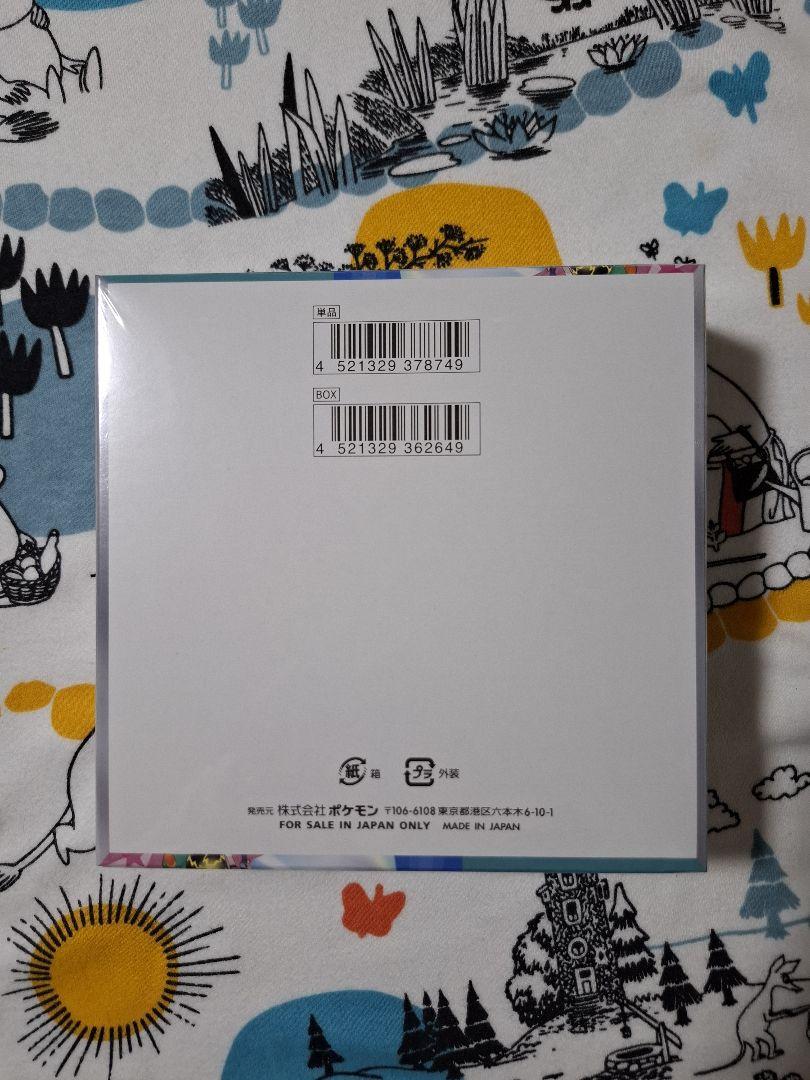 単品
4 521329 378749
BOX
4 521329 362649
紙 箱 プラ 外装
発売元 株式会社 ポケモン 〒106-6108 東京都港区六本木6-10-1
FOR SALE IN JAPAN ONLY MADE IN JAPAN